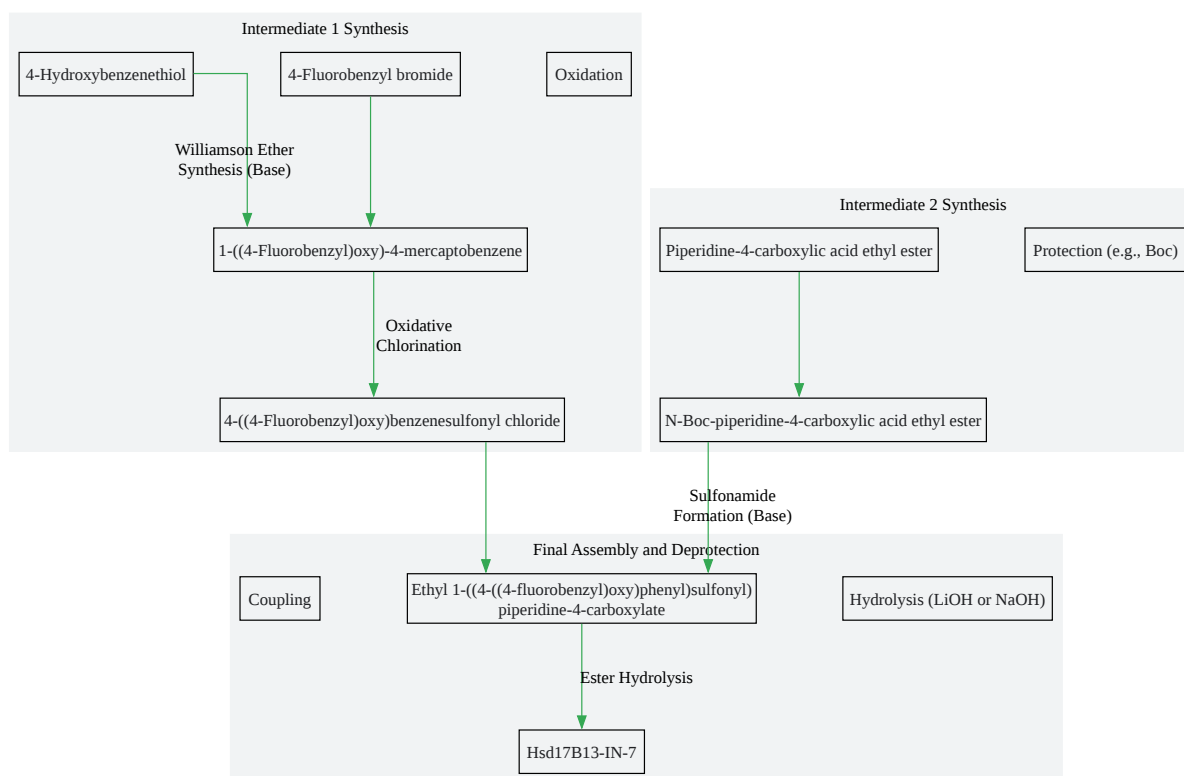 Intermediate 1 Synthesis
4-Hydroxybenzenethiol
4-Fluorobenzyl bromide
Oxidation
Williamson Ether
Synthesis (Base)
1-((4-Fluorobenzyl)oxy)-4-mercaptobenzene
Oxidative
Chlorination
4-((4-Fluorobenzyl)oxy)benzenesulfonyl chloride
Intermediate 2 Synthesis
Piperidine-4-carboxylic acid ethyl ester
Protection (e.g., Boc)
N-Boc-piperidine-4-carboxylic acid ethyl ester
Sulfonamide
Formation (Base)
Final Assembly and Deprotection
Coupling
Ethyl 1-((4-((4-fluorobenzyl)oxy)phenyl)sulfonyl)
piperidine-4-carboxylate
Hydrolysis (LiOH or NaOH)
Ester Hydrolysis
Hsd17B13-IN-7